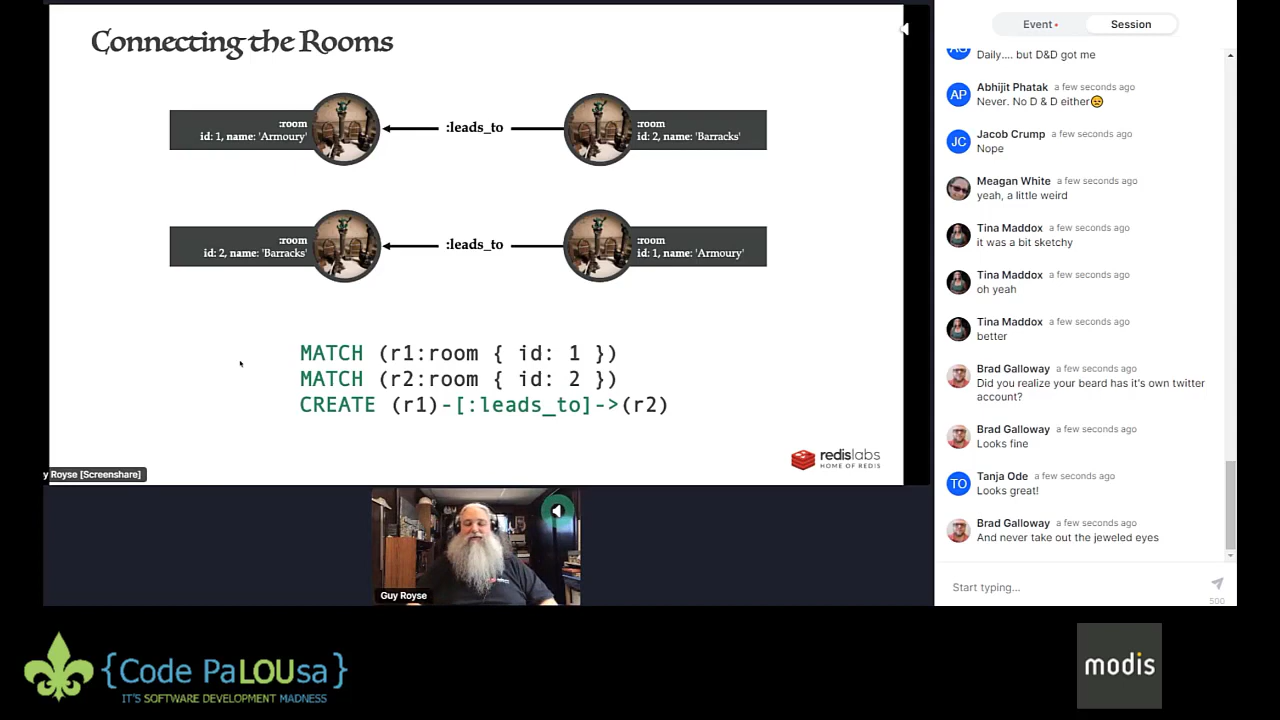 Connecting the Rooms
:room
id: 1, name: 'Armoury'
:leads_to
:room
id: 2, name: 'Barracks'
:room
id: 2, name: 'Barracks'
:leads_to
:room
id: 1, name: 'Armoury'
MATCH (r1:room { id: 1 })
MATCH (r2:room { id: 2 })
CREATE (r1)-[:leads_to]->(r2)
redislabs
HOME OF REDIS
y Royse [Screenshare]
Guy Royse
Event
Session
Daily.... but D&D got me
AP
Abhijit Phatak a few seconds ago
Never. No D & D either
JC
Jacob Crump a few seconds ago
Nope
Meagan White a few seconds ago
yeah, a little weird
Tina Maddox a few seconds ago
it was a bit sketchy
Tina Maddox a few seconds ago
oh yeah
Tina Maddox a few seconds ago
better
Brad Galloway a few seconds ago
Did you realize your beard has it's own twitter
account?
Brad Galloway a few seconds ago
Looks fine
TO
Tanja Ode a few seconds ago
Looks great!
Brad Galloway a few seconds ago
And never take out the jeweled eyes
Start typing...
500
{Code PaLOUsa}
IT'S SOFTWARE DEVELOPMENT MADNESS
modis